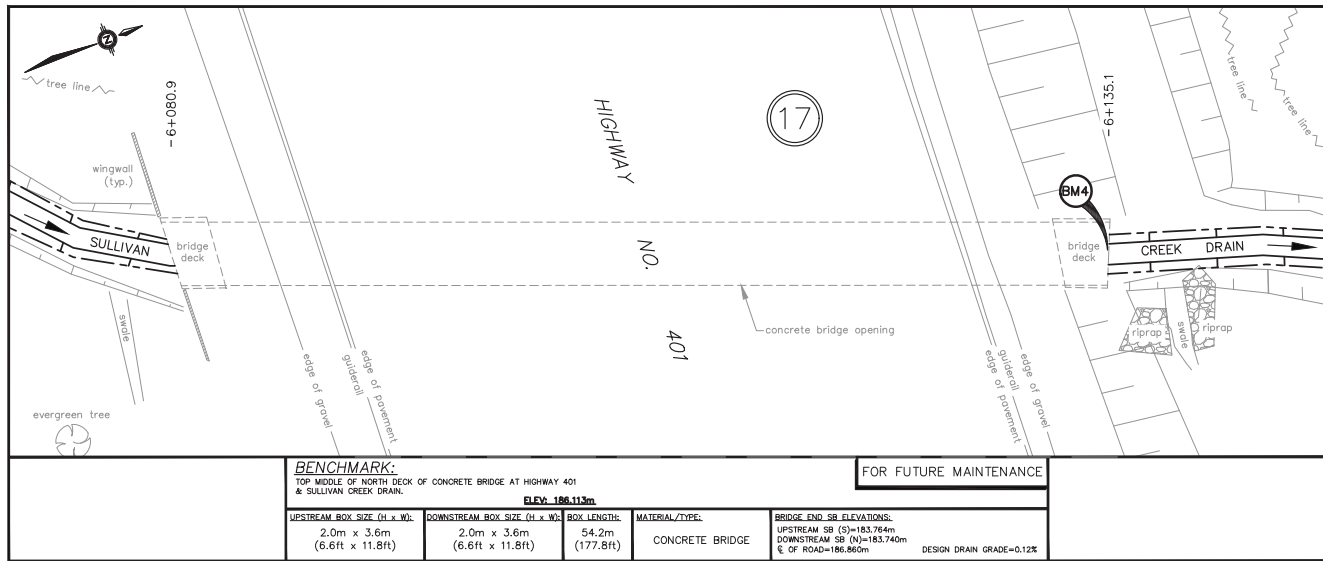 N
tree line
-6+080.9
wingwall
(typ.)
SULLIVAN
bridge
deck
swale
evergreen tree
edge of gravel
guiderail
edge of pavement
HIGHWAY
NO.
401
17
concrete bridge opening
edge of pavement
guiderail
edge of gravel
-6+135.1
BM4
bridge
deck
CREEK DRAIN
riprap
swale
riprap
tree line
tree line
BENCHMARK:
TOP MIDDLE OF NORTH DECK OF CONCRETE BRIDGE AT HIGHWAY 401
& SULLIVAN CREEK DRAIN.
ELEV: 186.113m
FOR FUTURE MAINTENANCE
UPSTREAM BOX SIZE (H x W):
2.0m x 3.6m
(6.6ft x 11.8ft)
DOWNSTREAM BOX SIZE (H x W):
2.0m x 3.6m
(6.6ft x 11.8ft)
BOX LENGTH:
54.2m
(177.8ft)
MATERIAL/TYPE:
CONCRETE BRIDGE
BRIDGE END SB ELEVATIONS:
UPSTREAM SB (S)=183.764m
DOWNSTREAM SB (N)=183.740m
℄ OF ROAD=186.860m DESIGN DRAIN GRADE=0.12%